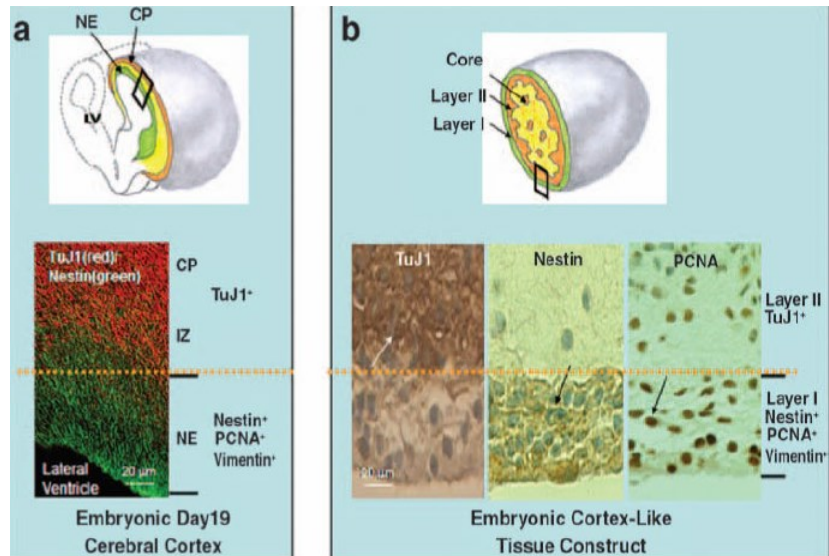 a
NE
CP
LV
TuJ1(red)/
Nestin(green)
CP
TuJ1⁺
IZ
NE
Nestin⁺
PCNA⁺
Vimentin⁺
Lateral
Ventricle
20 µm
Embryonic Day19
Cerebral Cortex
b
Core
Layer II
Layer I
TuJ1
Nestin
PCNA
Layer II
TuJ1⁺
Layer I
Nestin⁺
PCNA⁺
Vimentin⁺
20 µm
Embryonic Cortex-Like
Tissue Construct